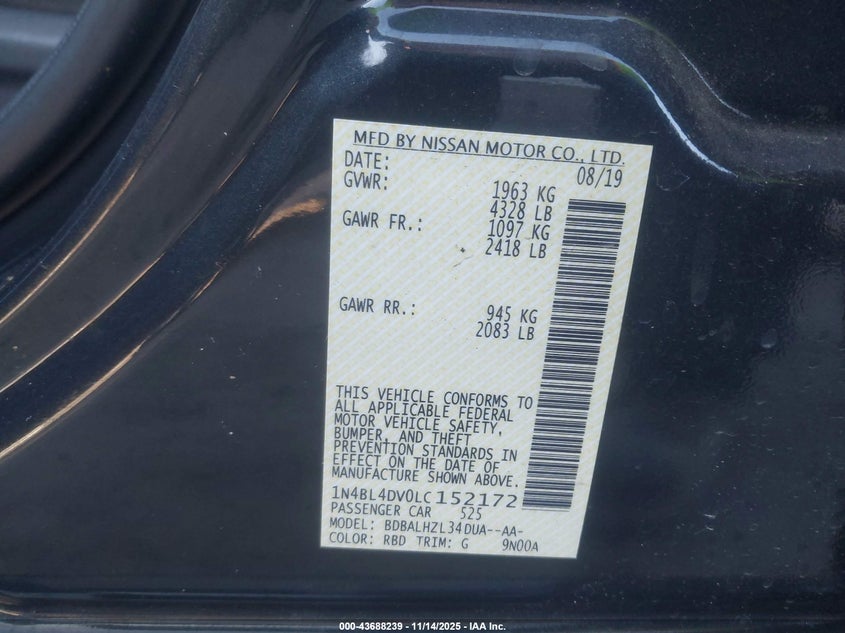 MFD BY NISSAN MOTOR CO., LTD.
DATE: 08/19
GVWR: 1963 KG
4328 LB
GAWR FR.: 1097 KG
2418 LB
GAWR RR.: 945 KG
2083 LB
THIS VEHICLE CONFORMS TO
ALL APPLICABLE FEDERAL
MOTOR VEHICLE SAFETY,
BUMPER, AND THEFT
PREVENTION STANDARDS IN
EFFECT ON THE DATE OF
MANUFACTURE SHOWN ABOVE.
1N4BL4DV0LC152172
PASSENGER CAR 525
MODEL: BDBALHZL34DUA--AA-
COLOR: RBD TRIM: G 9N00A
000-43688239 - 11/14/2025 - IAA Inc.